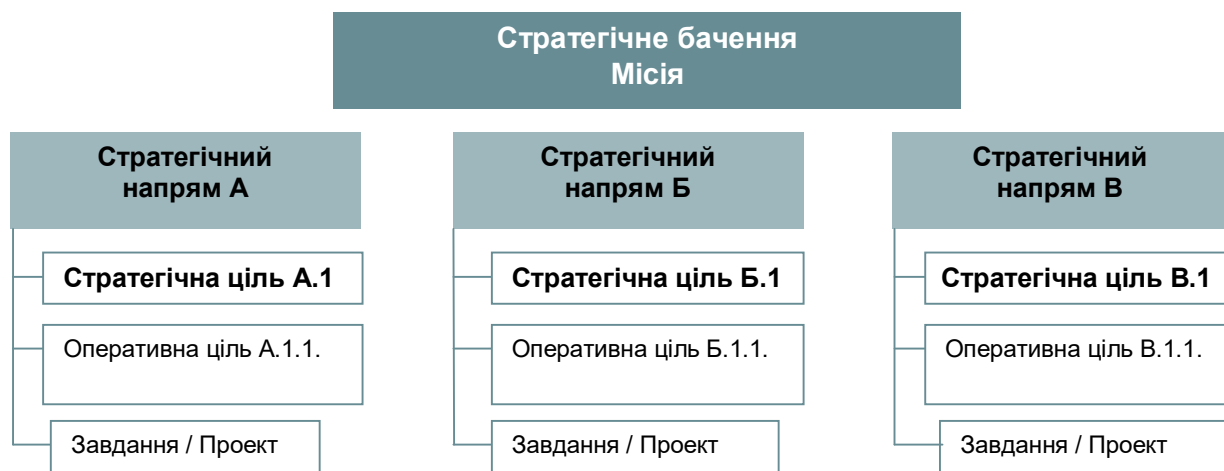 Стратегічне бачення
Місія
Стратегічний
напрям А
Стратегічна ціль А.1
Оперативна ціль А.1.1.
Завдання / Проект
Стратегічний
напрям Б
Стратегічна ціль Б.1
Оперативна ціль Б.1.1.
Завдання / Проект
Стратегічний
напрям В
Стратегічна ціль В.1
Оперативна ціль В.1.1.
Завдання / Проект